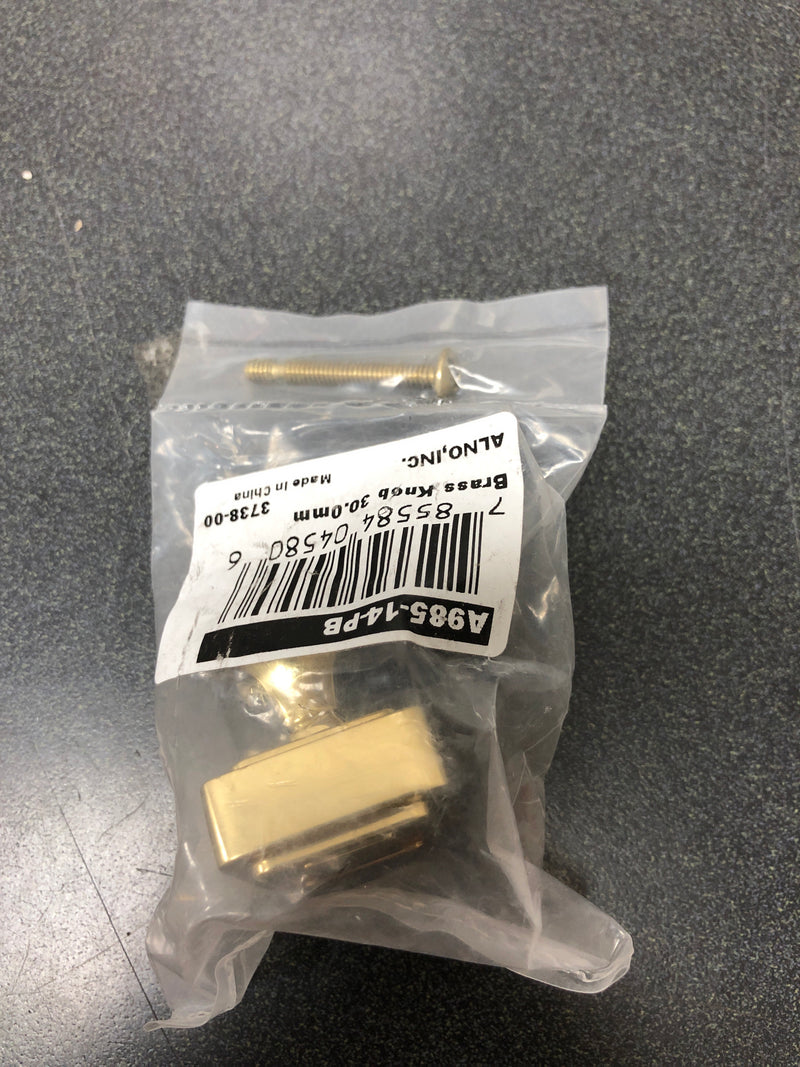 A985-14-PB
7 85584 04580 6
Brass Knob 30.0mm 3738-00
Made in China
ALNO,INC.